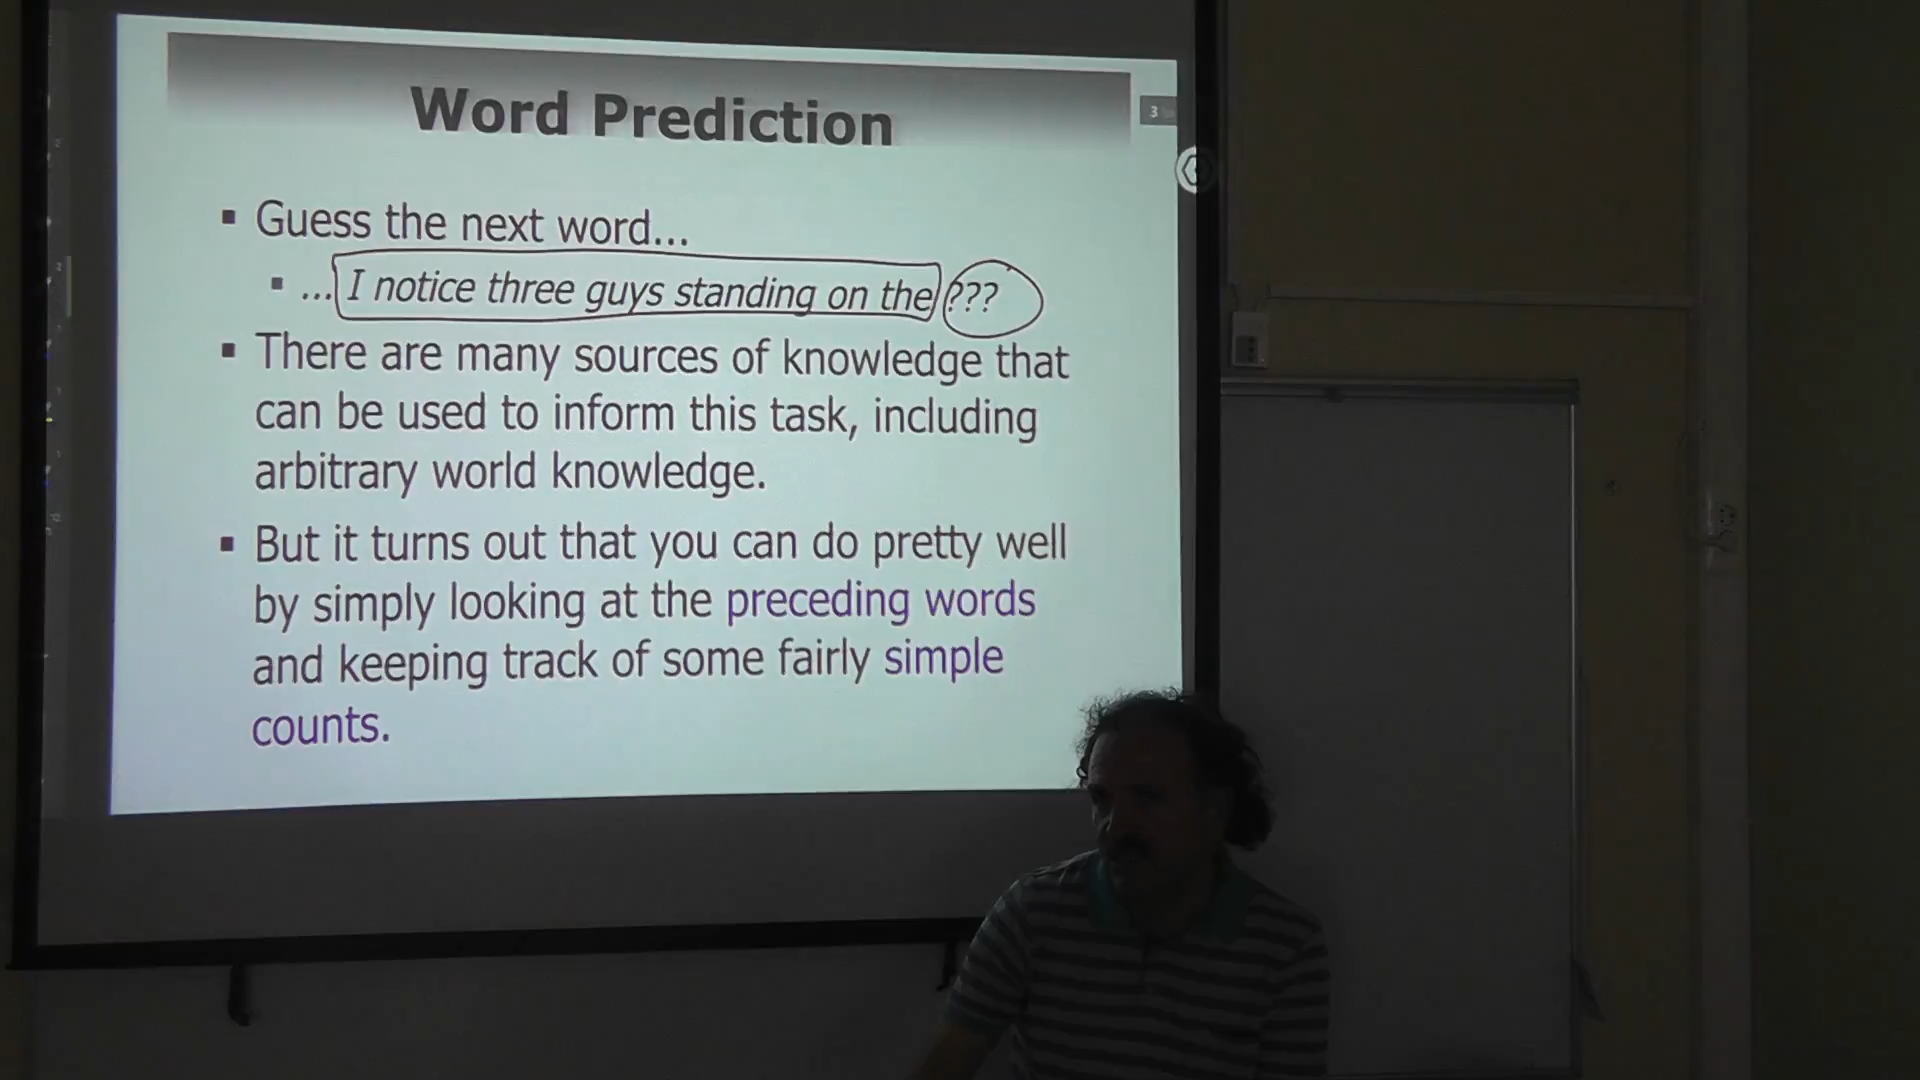 Word Prediction
3
▪ Guess the next word...
▪ ... I notice three guys standing on the ???
▪ There are many sources of knowledge that
can be used to inform this task, including
arbitrary world knowledge.
▪ But it turns out that you can do pretty well
by simply looking at the preceding words
and keeping track of some fairly simple
counts.